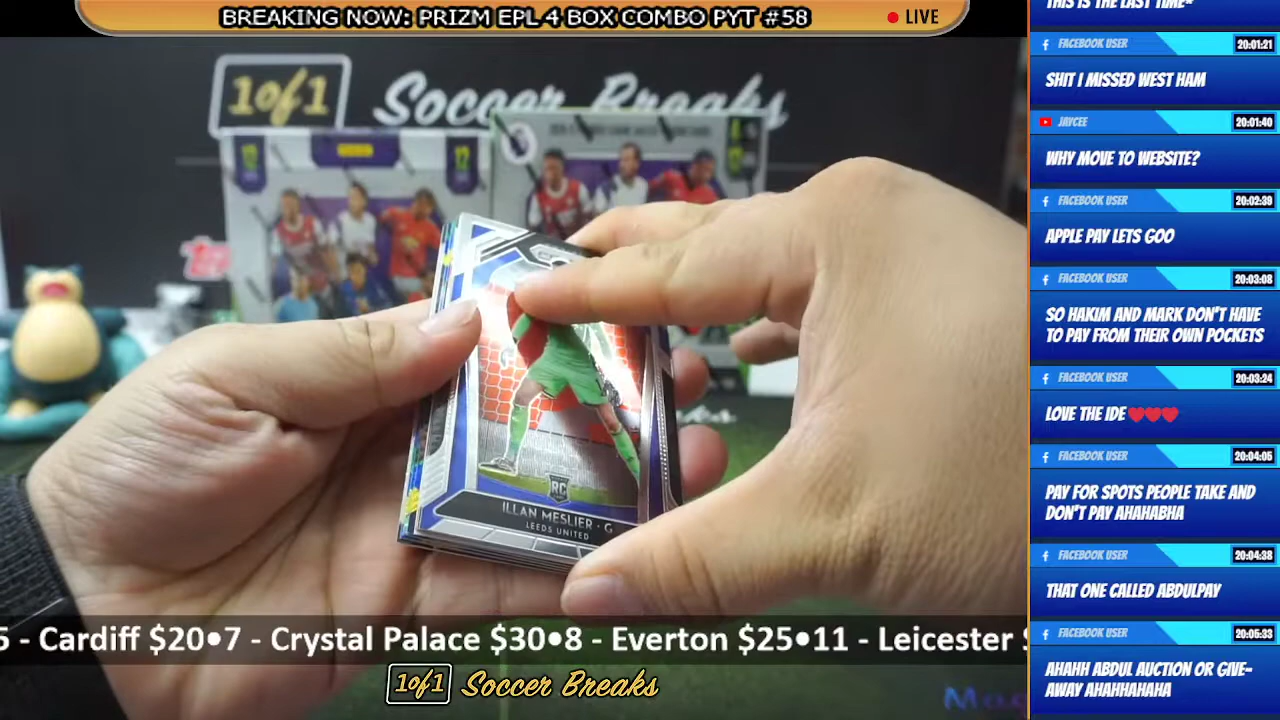 BREAKING NOW: PRIZM EPL 4 BOX COMBO PYT #58
LIVE
1of1 Soccer Breaks
ILLAN MESLIER · G
LEEDS UNITED
RC
5 - Cardiff $20•7 - Crystal Palace $30•8 - Everton $25•11 - Leicester
1of1 Soccer Breaks
THIS IS THE LAST TIME*
FACEBOOK USER 20:01:21
SHIT I MISSED WEST HAM
JAYCEE 20:01:40
WHY MOVE TO WEBSITE?
FACEBOOK USER 20:02:39
APPLE PAY LETS GOO
FACEBOOK USER 20:03:08
SO HAKIM AND MARK DON'T HAVE
TO PAY FROM THEIR OWN POCKETS
FACEBOOK USER 20:03:24
LOVE THE IDE❤❤❤
FACEBOOK USER 20:04:05
PAY FOR SPOTS PEOPLE TAKE AND
DON'T PAY AHAHABHA
FACEBOOK USER 20:04:38
THAT ONE CALLED ABDULPAY
FACEBOOK USER 20:05:33
AHAHH ABDUL AUCTION OR GIVE-
AWAY AHAHHAHAHA